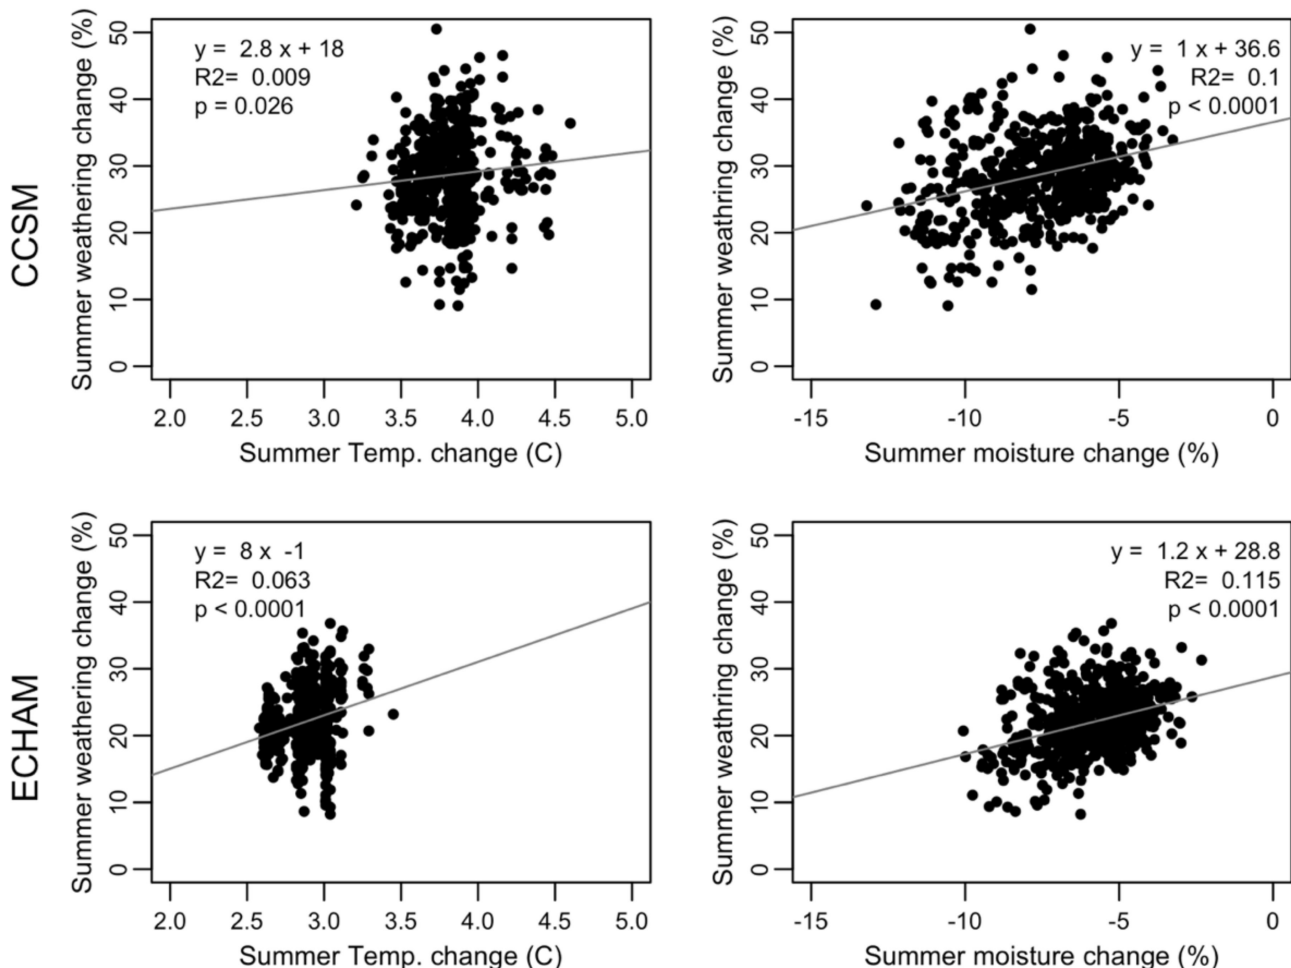 CCSM
Summer weathering change (%)
50
40
30
20
10
0
y = 2.8 x + 18
R2= 0.009
p = 0.026
2.0 2.5 3.0 3.5 4.0 4.5 5.0
Summer Temp. change (C)
Summer weathring change (%)
50
40
30
20
10
0
y = 1 x + 36.6
R2= 0.1
p < 0.0001
-15 -10 -5 0
Summer moisture change (%)
ECHAM
Summer weathering change (%)
50
40
30
20
10
0
y = 8 x -1
R2= 0.063
p < 0.0001
2.0 2.5 3.0 3.5 4.0 4.5 5.0
Summer Temp. change (C)
Summer weathring change (%)
50
40
30
20
10
0
y = 1.2 x + 28.8
R2= 0.115
p < 0.0001
-15 -10 -5 0
Summer moisture change (%)